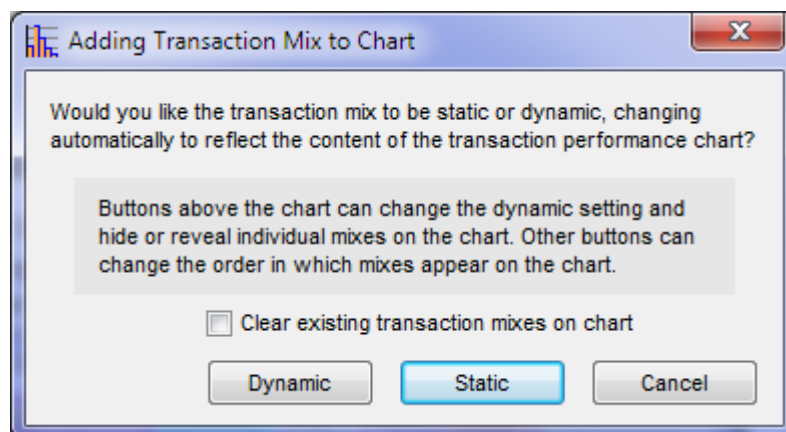 Adding Transaction Mix to Chart
Would you like the transaction mix to be static or dynamic, changing
automatically to reflect the content of the transaction performance chart?
Buttons above the chart can change the dynamic setting and
hide or reveal individual mixes on the chart. Other buttons can
change the order in which mixes appear on the chart.
Clear existing transaction mixes on chart
Dynamic Static Cancel